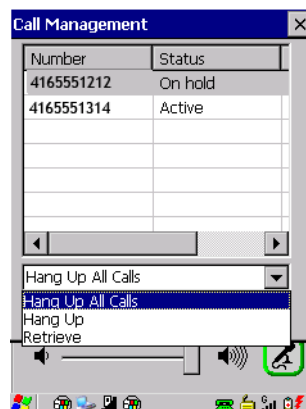 Call Management
Number Status
4165551212 On hold
4165551314 Active
Hang Up All Calls
Hang Up All Calls
Hang Up
Retrieve